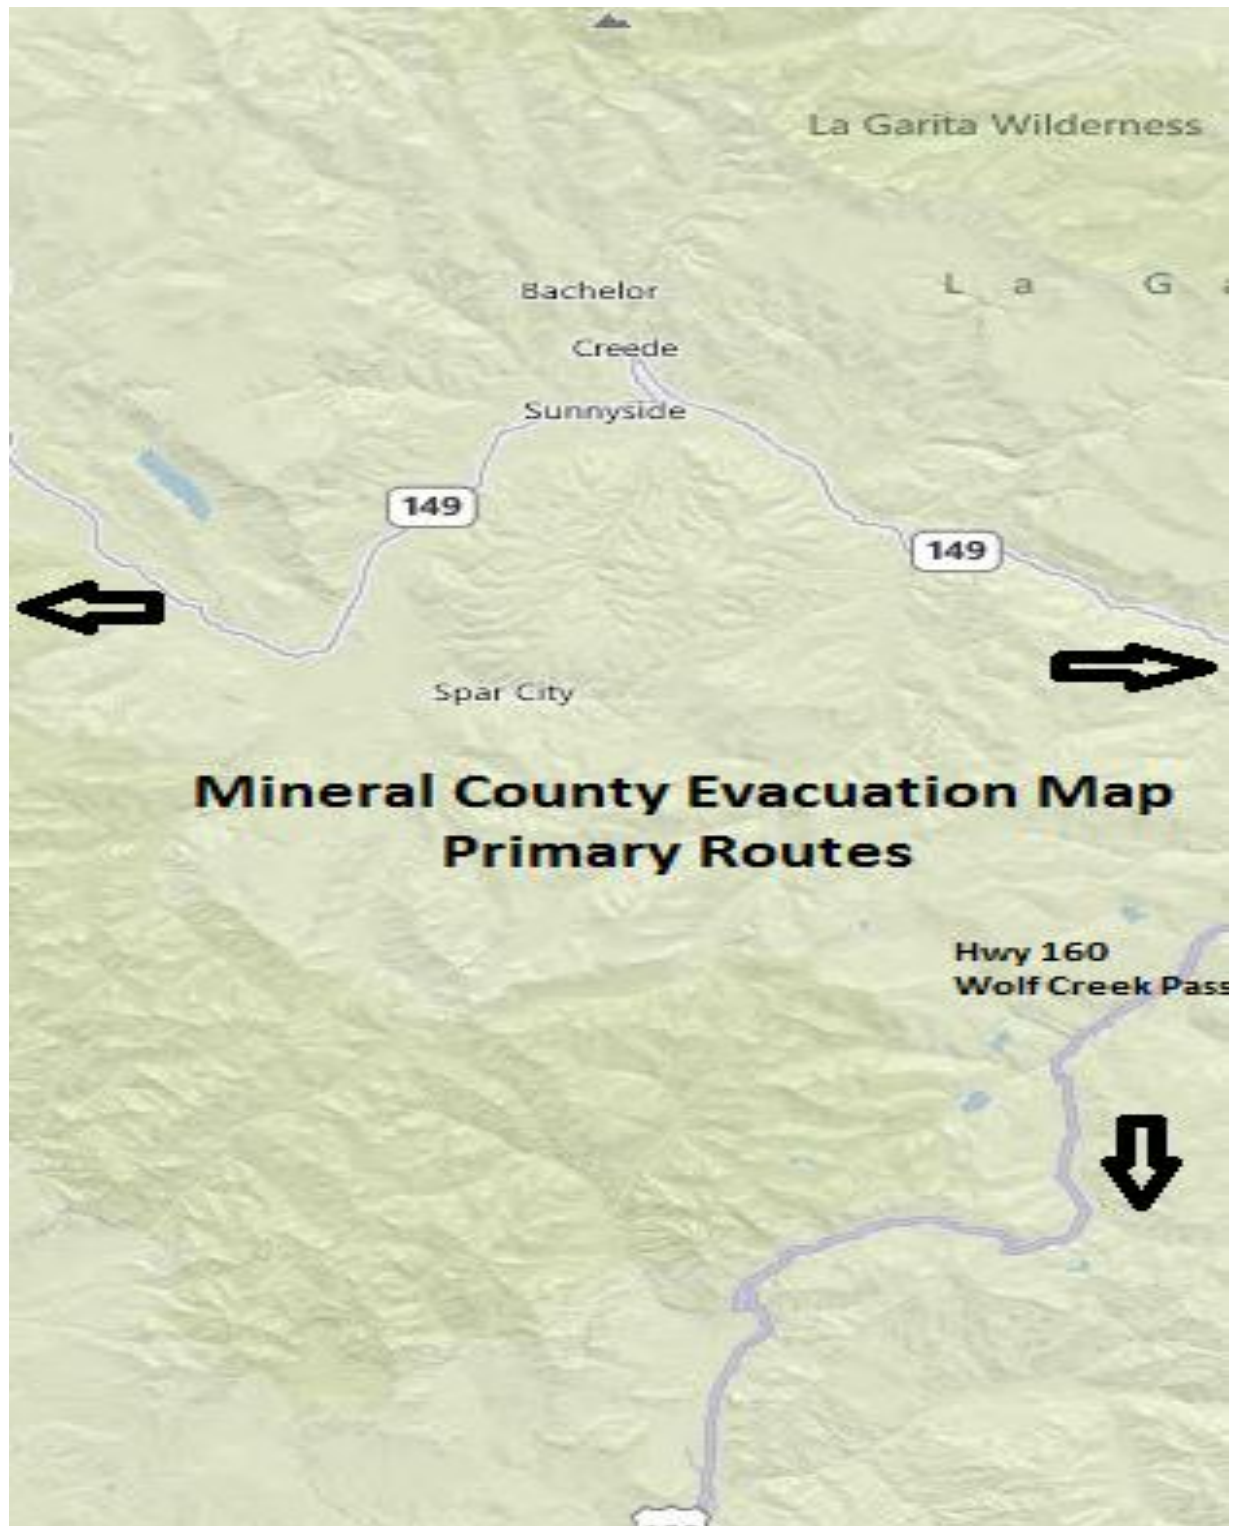 La Garita Wilderness
Bachelor
L a G
Creede
Sunnyside
149
149
Spar City
Mineral County Evacuation Map
Primary Routes
Hwy 160
Wolf Creek Pass